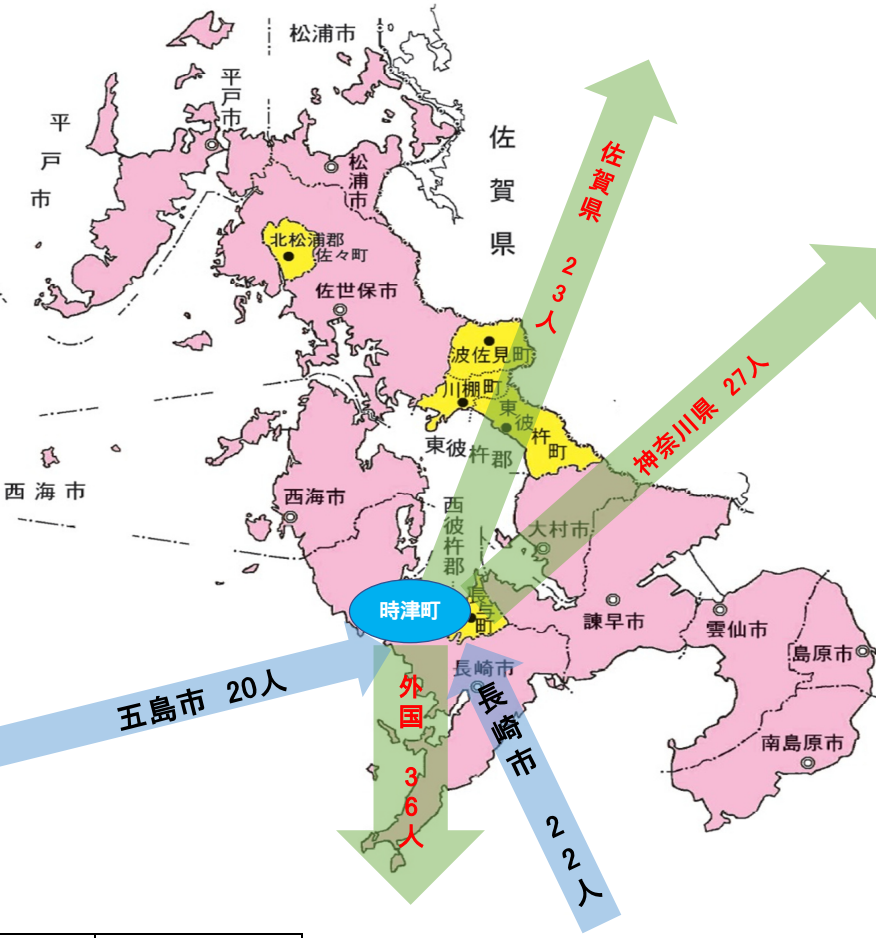 松浦市
平戸市
平戸市
松浦市
佐賀県
佐賀県 23人
北松浦郡
佐々町
佐世保市
波佐見町
川棚町
東彼杵町
東彼杵郡
神奈川県 27人
西海市
西海市
西彼杵郡
大村市
時津町
長与町
諫早市
雲仙市
島原市
南島原市
長崎市
五島市 20人
外国 36人
長崎市 22人